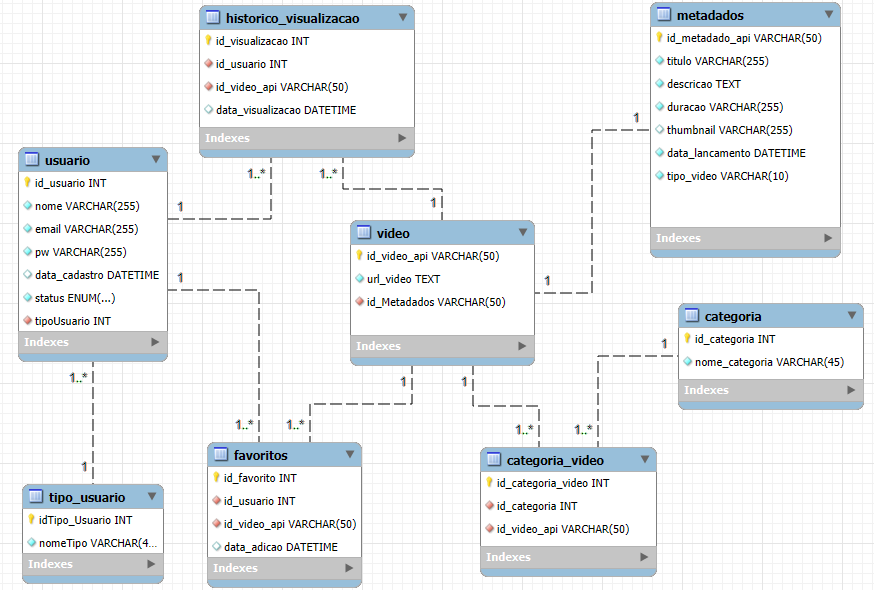 historico_visualizacao
id_visualizacao INT
id_usuario INT
id_video_api VARCHAR(50)
data_visualizacao DATETIME
Indexes
metadados
id_metadado_api VARCHAR(50)
titulo VARCHAR(255)
descricao TEXT
duracao VARCHAR(255)
thumbnail VARCHAR(255)
data_lancamento DATETIME
tipo_video VARCHAR(10)
Indexes
1
1..*
1..*
usuario
id_usuario INT
nome VARCHAR(255)
email VARCHAR(255)
pw VARCHAR(255)
data_cadastro DATETIME
status ENUM(...)
tipoUsuario INT
Indexes
1
1
1
video
id_video_api VARCHAR(50)
url_video TEXT
id_Metadados VARCHAR(50)
Indexes
1
categoria
id_categoria INT
nome_categoria VARCHAR(45)
Indexes
1
1..*
1
1
1
1..*
1..*
1..*
1..*
favoritos
id_favorito INT
id_usuario INT
id_video_api VARCHAR(50)
data_adicao DATETIME
Indexes
categoria_video
id_categoria_video INT
id_categoria INT
id_video_api VARCHAR(50)
Indexes
tipo_usuario
idTipo_Usuario INT
nomeTipo VARCHAR(4...
Indexes